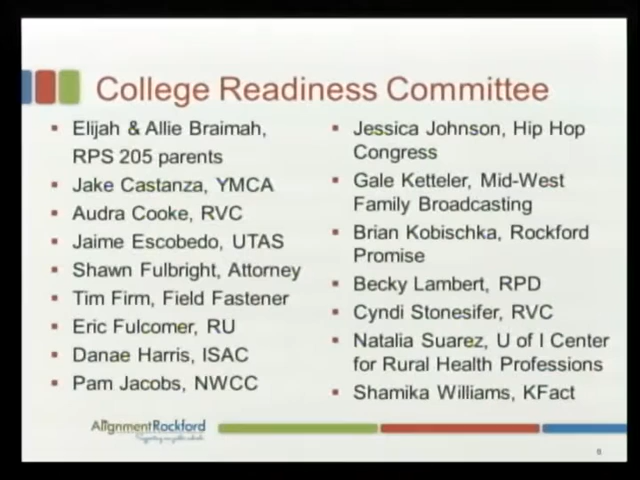 College Readiness Committee
Elijah & Allie Braimah,
RPS 205 parents
Jake Castanza, YMCA
Audra Cooke, RVC
Jaime Escobedo, UTAS
Shawn Fulbright, Attorney
Tim Firm, Field Fastener
Eric Fulcomer, RU
Danae Harris, ISAC
Pam Jacobs, NWCC
Jessica Johnson, Hip Hop
Congress
Gale Ketteler, Mid-West
Family Broadcasting
Brian Kobischka, Rockford
Promise
Becky Lambert, RPD
Cyndi Stonesifer, RVC
Natalia Suarez, U of I Center
for Rural Health Professions
Shamika Williams, KFact
AlignmentRockford